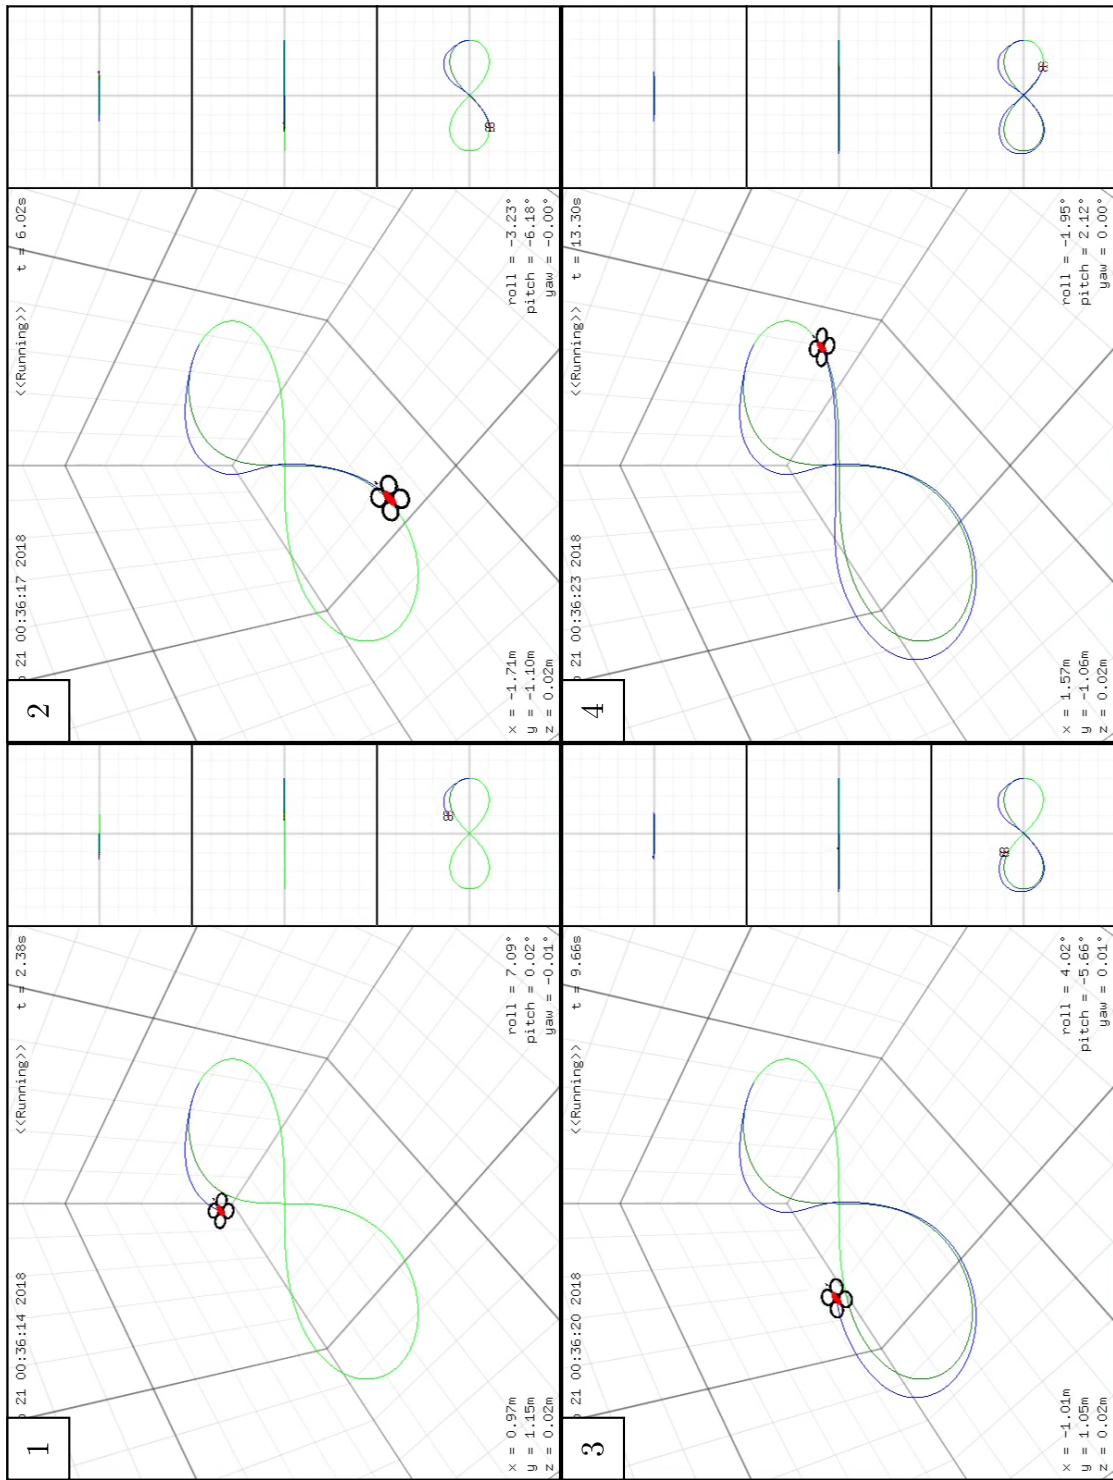 1
21 00:36:14 2018
<<Running>>
t = 2.38s
x = 0.97m
y = 1.15m
z = 0.02m
roll = 7.09°
pitch = 0.02°
yaw = -0.01°
2
21 00:36:17 2018
<<Running>>
t = 6.02s
x = -1.71m
y = -1.10m
z = 0.02m
roll = -3.23°
pitch = -6.18°
yaw = -0.00°
3
21 00:36:20 2018
<<Running>>
t = 9.66s
x = -1.01m
y = 1.05m
z = 0.02m
roll = 4.02°
pitch = -5.66°
yaw = 0.01°
4
21 00:36:23 2018
<<Running>>
t = 13.30s
x = 1.57m
y = -1.06m
z = 0.02m
roll = -1.95°
pitch = 2.12°
yaw = 0.00°